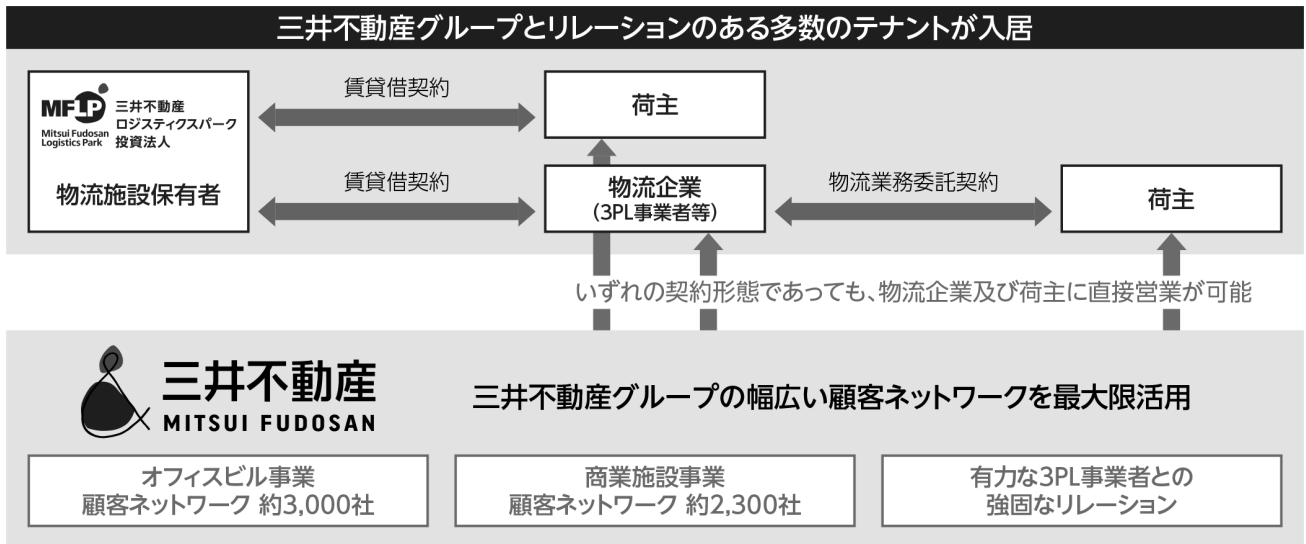 三井不動産グループとリレーションのある多数のテナントが入居
MFLP
Mitsui Fudosan
Logistics Park
三井不動産
ロジスティクスパーク
投資法人
物流施設保有者
賃貸借契約
荷主
賃貸借契約
物流企業
（3PL事業者等）
物流業務委託契約
荷主
いずれの契約形態であっても、物流企業及び荷主に直接営業が可能
三井不動産
MITSUI FUDOSAN
三井不動産グループの幅広い顧客ネットワークを最大限活用
オフィスビル事業
顧客ネットワーク 約3,000社
商業施設事業
顧客ネットワーク 約2,300社
有力な3PL事業者との
強固なリレーション